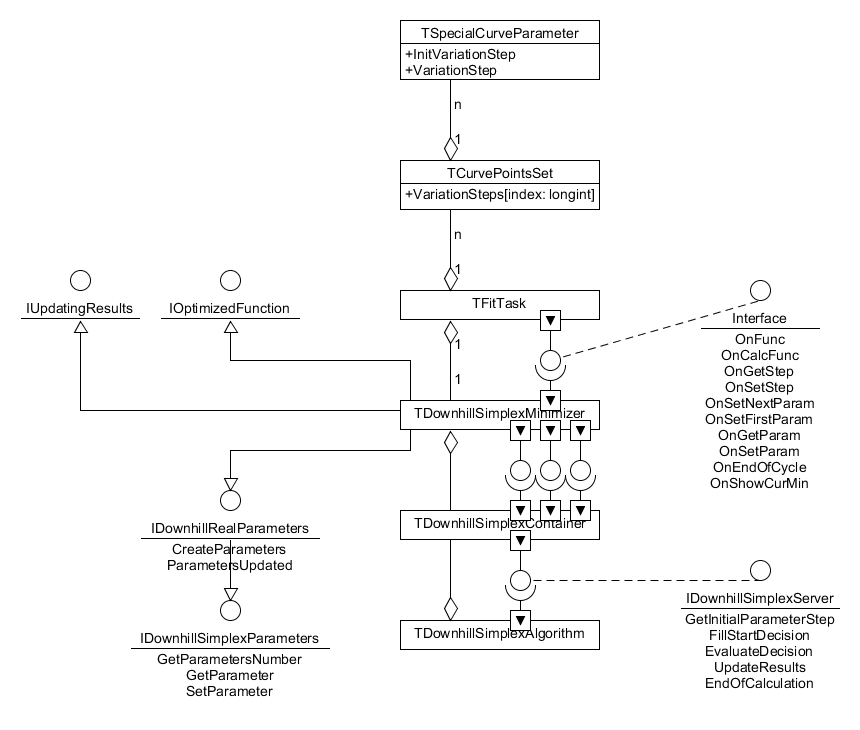 TSpecialCurveParameter
+InitVariationStep
+VariationStep
n
1
TCurvePointsSet
+VariationSteps[index: longint]
n
1
TFitTask
1
1
IUpdatingResults
IOptimizedFunction
Interface
OnFunc
OnCalcFunc
OnGetStep
OnSetStep
OnSetNextParam
OnSetFirstParam
OnGetParam
OnSetParam
OnEndOfCycle
OnShowCurMin
TDownhillSimplexMinimizer
IDownhillRealParameters
CreateParameters
ParametersUpdated
TDownhillSimplexContainer
IDownhillSimplexParameters
GetParametersNumber
GetParameter
SetParameter
TDownhillSimplexAlgorithm
IDownhillSimplexServer
GetInitialParameterStep
FillStartDecision
EvaluateDecision
UpdateResults
EndOfCalculation